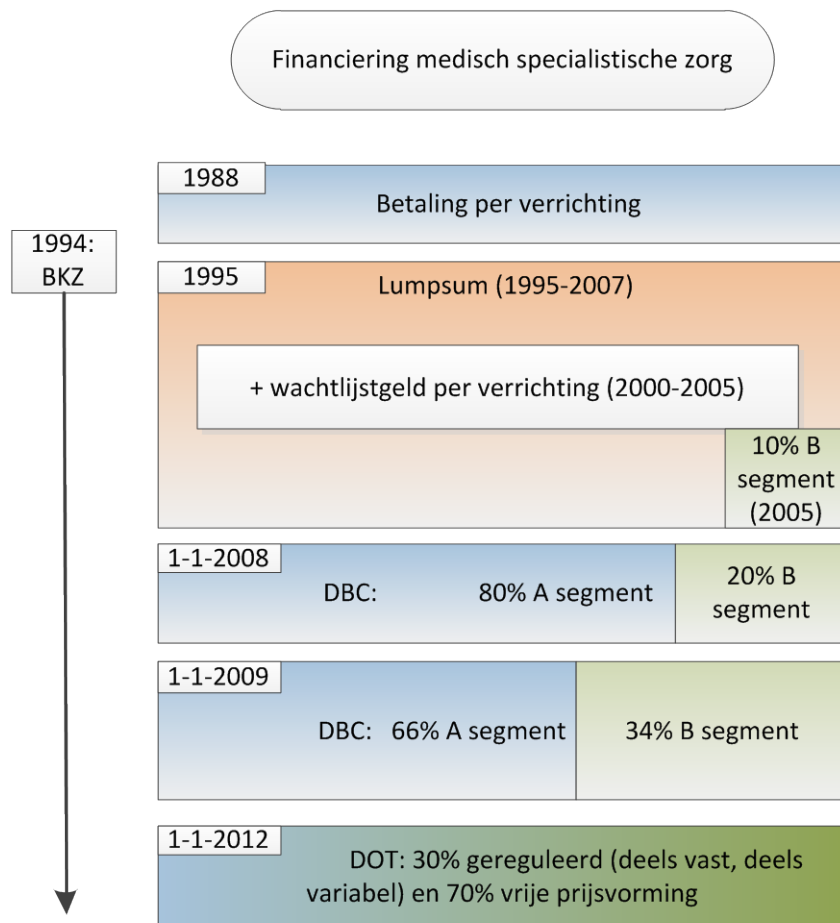 Financiering medisch specialistische zorg
1988
Betaling per verrichting
1994:
BKZ
1995
Lumpsum (1995-2007)
+ wachtlijstgeld per verrichting (2000-2005)
10% B
segment
(2005)
1-1-2008
DBC: 80% A segment
20% B
segment
1-1-2009
DBC: 66% A segment
34% B segment
1-1-2012
DOT: 30% gereguleerd (deels vast, deels
variabel) en 70% vrije prijsvorming